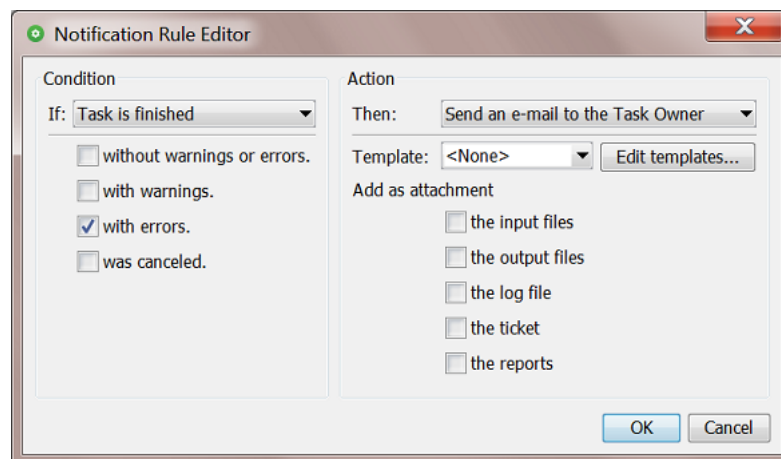 Notification Rule Editor
Condition
If: Task is finished
without warnings or errors.
with warnings.
with errors.
was canceled.
Action
Then: Send an e-mail to the Task Owner
Template: <None> Edit templates...
Add as attachment
the input files
the output files
the log file
the ticket
the reports
OK Cancel